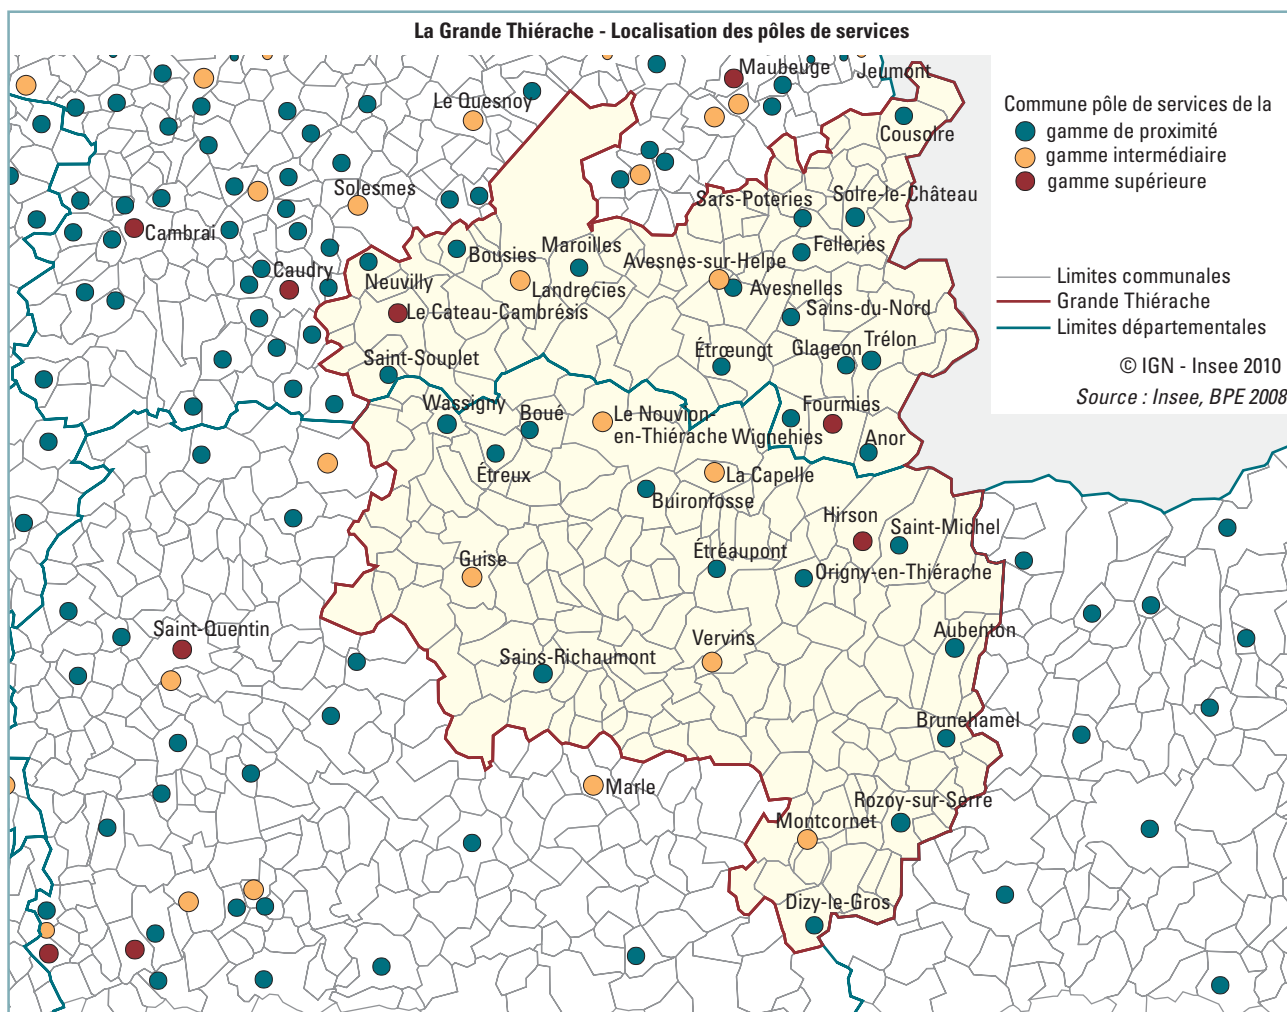 La Grande Thiérache - Localisation des pôles de services
Maubeuge
Jeumont
Le Quesnoy
Cousolre
Commune pôle de services de la
gamme de proximité
gamme intermédiaire
gamme supérieure
Solesmes
Sars-Poteries
Solre-le-Château
Cambrai
Maroilles
Bousies
Felleries
Avesnes-sur-Helpe
Caudry
Neuvilly
Landrecies
Avesnelles
Limites communales
Grande Thiérache
Limites départementales
Le Cateau-Cambrésis
Sains-du-Nord
Étrœungt
Glageon
Trélon
Saint-Souplet
© IGN - Insee 2010
Source : Insee, BPE 2008
Wassigny
Boué
Le Nouvion-
en-Thiérache
Wignehies
Fourmies
Anor
Étreux
La Capelle
Buironfosse
Hirson
Saint-Michel
Guise
Étréaupont
Origny-en-Thiérache
Saint-Quentin
Vervins
Aubenton
Sains-Richaumont
Brunehamel
Marle
Rozoy-sur-Serre
Montcornet
Dizy-le-Gros